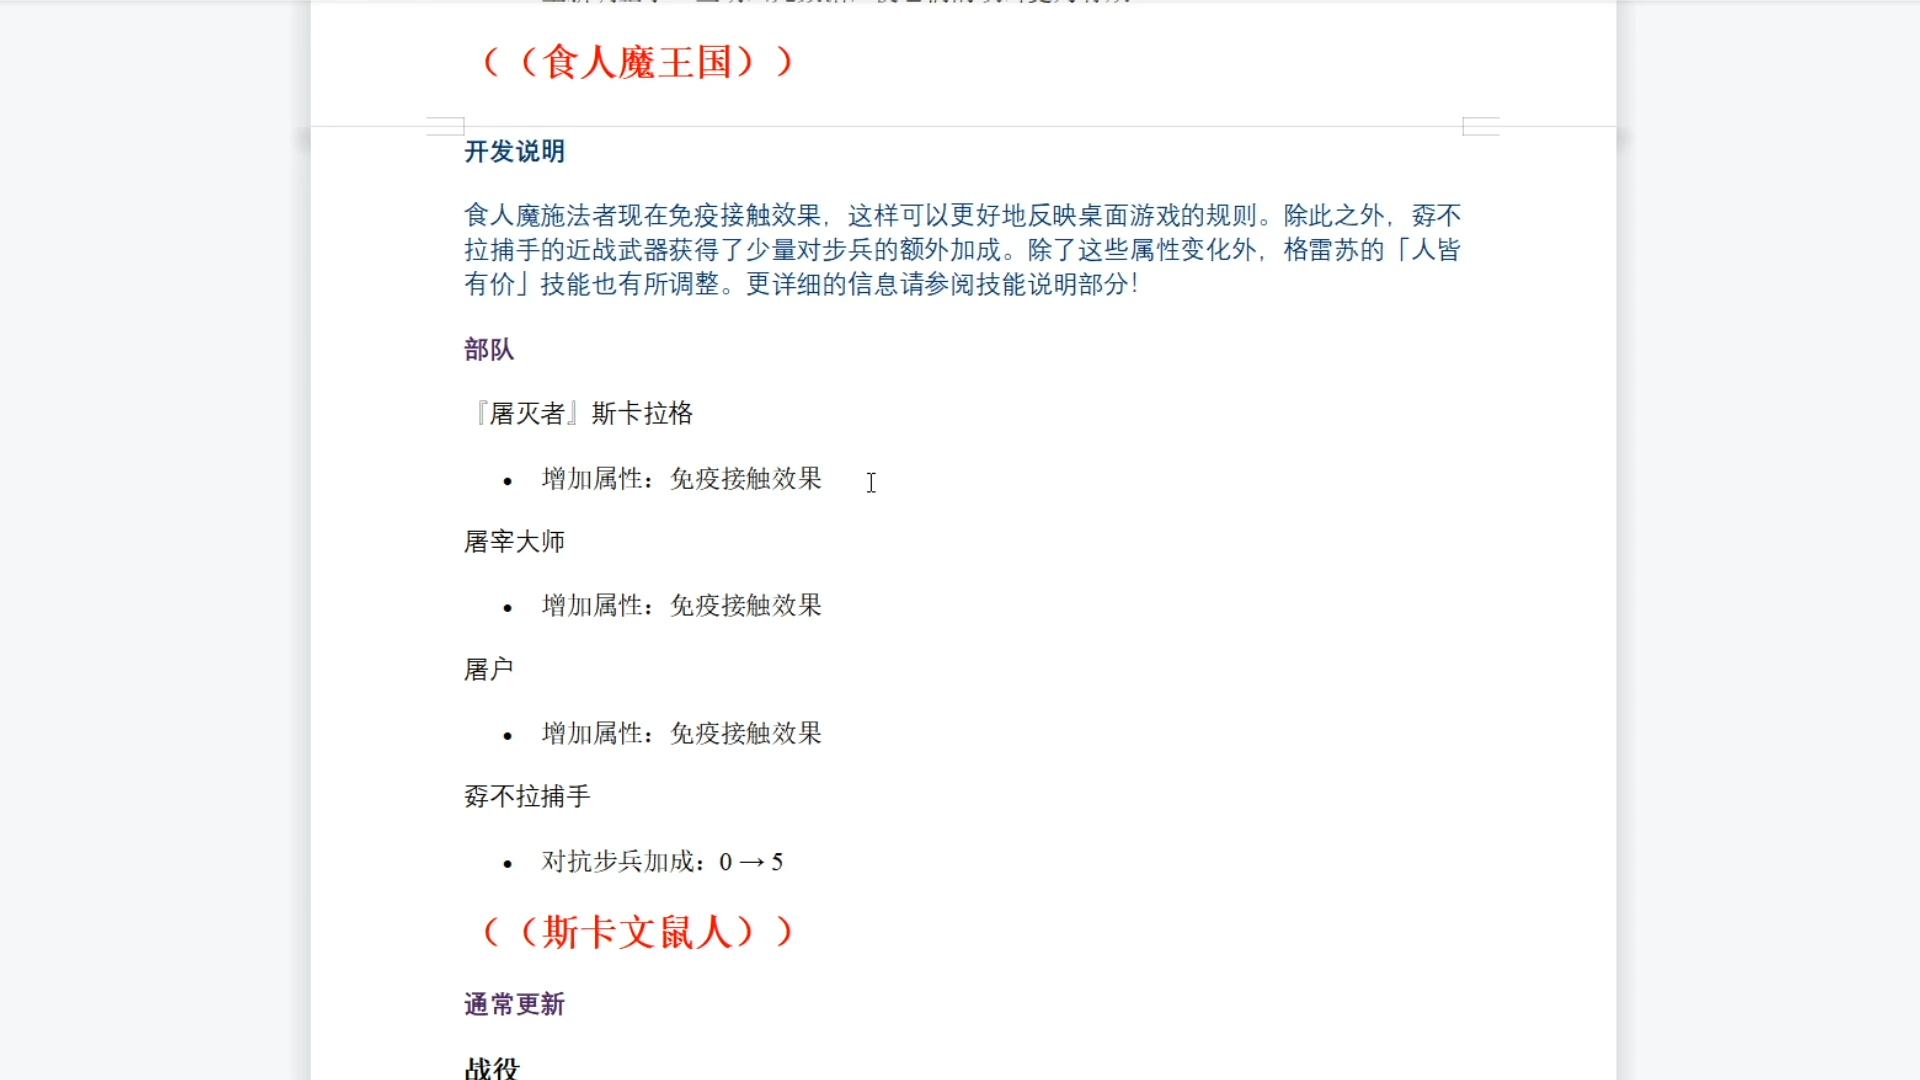 ((食人魔王国))
开发说明
食人魔施法者现在免疫接触效果，这样可以更好地反映桌面游戏的规则。除此之外，孬不
拉捕手的近战武器获得了少量对步兵的额外加成。除了这些属性变化外，格雷苏的「人皆
有价」技能也有所调整。更详细的信息请参阅技能说明部分！
部队
『屠灭者』斯卡拉格
• 增加属性：免疫接触效果
屠宰大师
• 增加属性：免疫接触效果
屠户
• 增加属性：免疫接触效果
孬不拉捕手
• 对抗步兵加成：0 → 5
((斯卡文鼠人))
通常更新
战役